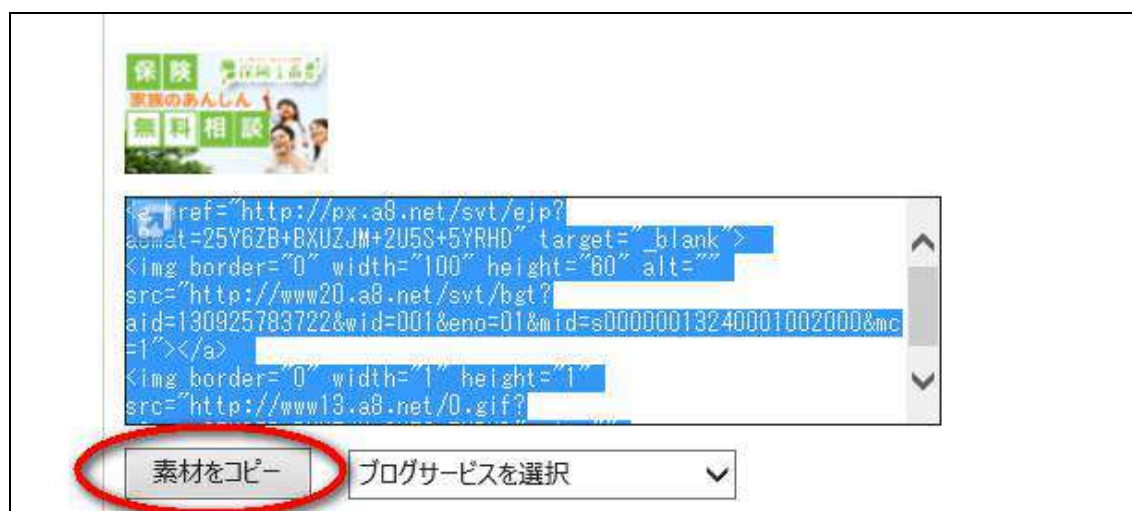 保険
家族のあんしん
無料相談
<a href="http://px.a8.net/svt/ejp?
a8mat=25Y6ZB+BXUZJM+2U5S+5YRHD" target="_blank">
<img border="0" width="100" height="60" alt=""
src="http://www20.a8.net/svt/bgt?
aid=130925783722&wid=001&eno=01&mid=s00000013240001002000&mc
=1"></a>
<img border="0" width="1" height="1"
src="http://www13.a8.net/0.gif?
素材をコピー ブログサービスを選択